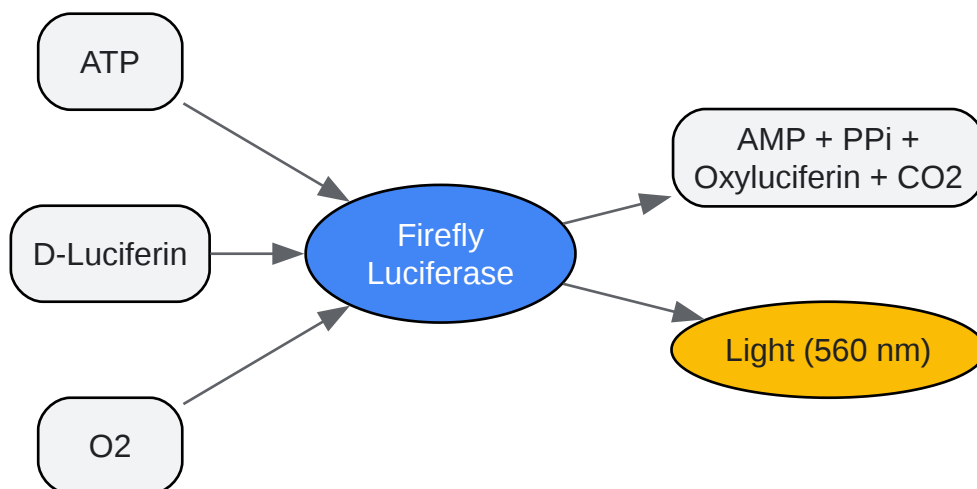 ATP
D-Luciferin
O2
Firefly
Luciferase
AMP + PPi +
Oxyluciferin + CO2
Light (560 nm)